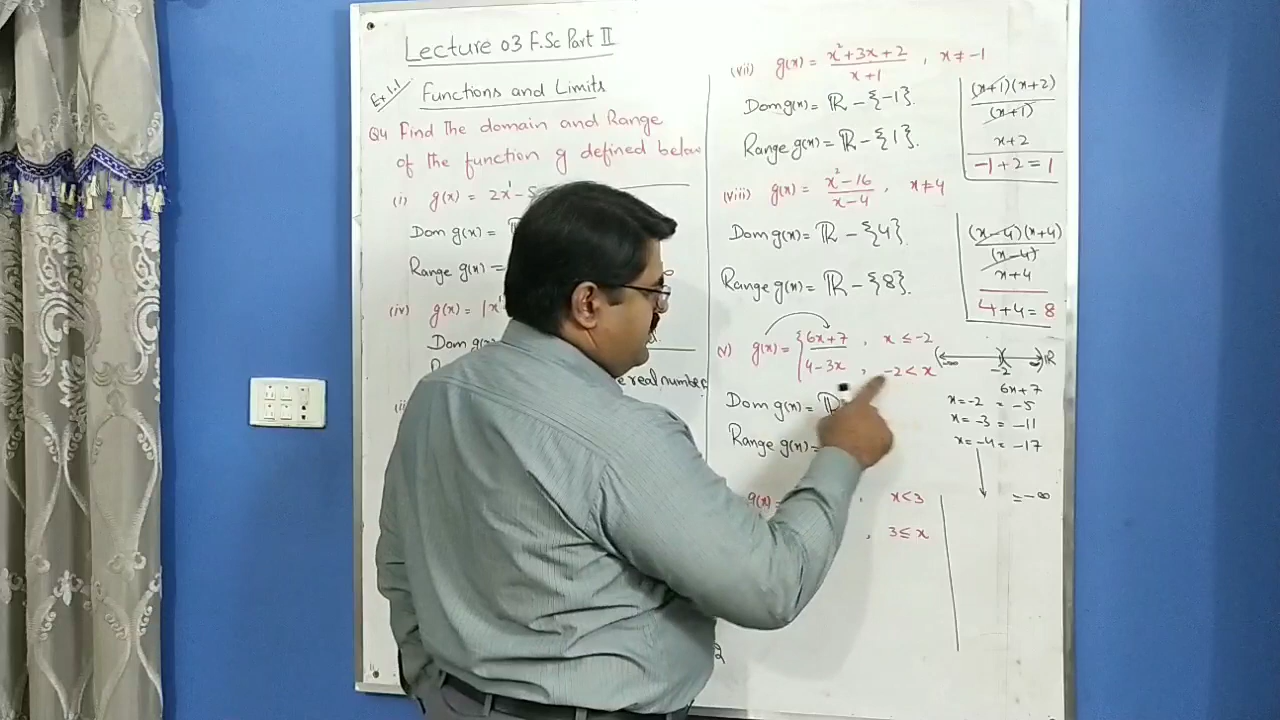 Lecture 03 F.Sc Part II
Ex.1.1 Functions and Limits
Q4 Find the domain and Range
of the function g defined below
(i) g(x) = 2x
Dom g(x) =
Range g(x) =
(iv) g(x) = |x
Dom
real number
(vii) g(x) = x²+3x+2 / x+1 , x ≠ -1
Dom g(x) = ℝ - {-1}.
Range g(x) = ℝ - {1}.
(x+1)(x+2)
(x+1)
x+2
-1+2 = 1
(viii) g(x) = x²-16 / x-4 , x ≠ 4
Dom g(x) = ℝ - {4}.
Range g(x) = ℝ - {8}.
(x-4)(x+4)
(x-4)
x+4
4+4 = 8
(v) g(x) = { 6x+7 , x ≤ -2
4-3x , -2 < x
Dom g(x) = ℝ
Range g(x) =
-∞ -2 ∞ ℝ
6x+7
x=-2 = -5
x=-3 = -11
x=-4 = -17
= -∞
g(x) , x<3
, 3 ≤ x